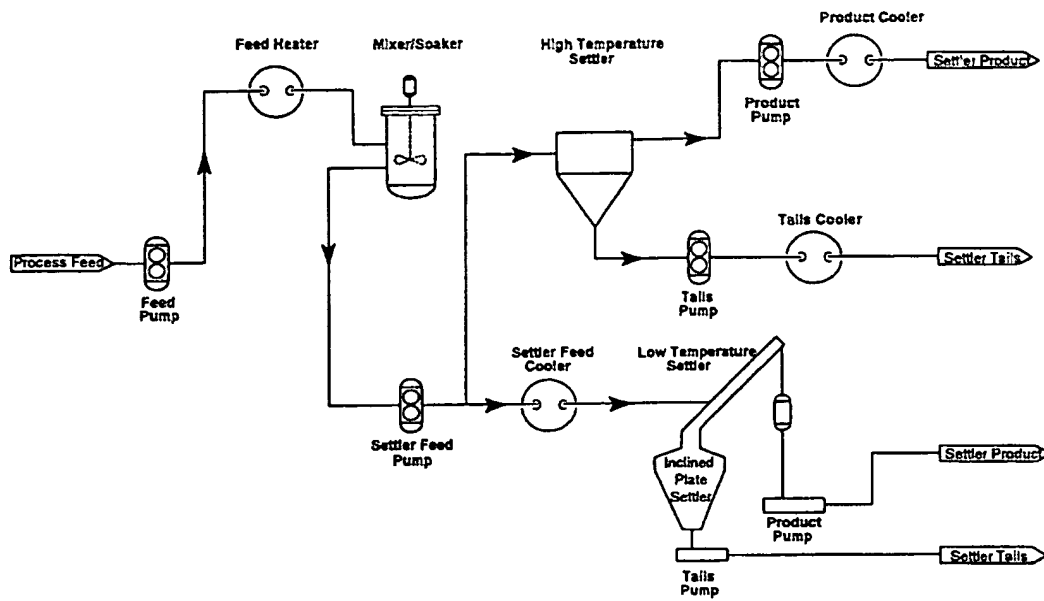 Product Cooler
Feed Heater
Mixer/Soaker
High Temperature
Settler
Settler Product
Product
Pump
Tails Cooler
Process Feed
Settler Tails
Feed
Pump
Tails
Pump
Settler Feed
Cooler
Low Temperature
Settler
Settler Feed
Pump
Inclined
Plate
Settler
Settler Product
Product
Pump
Settler Tails
Tails
Pump